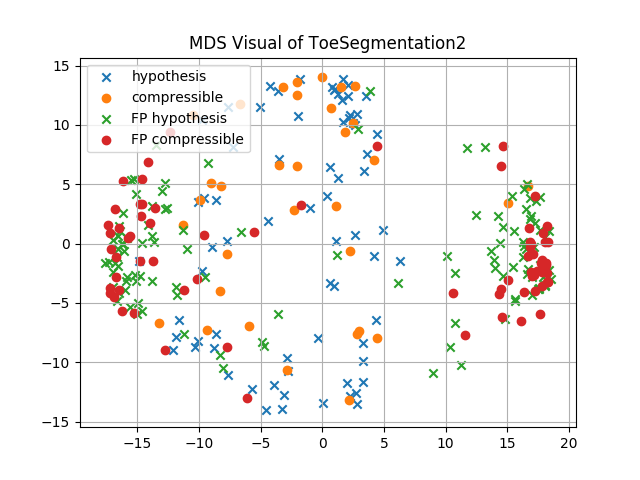 MDS Visual of ToeSegmentation2
hypothesis
compressible
FP hypothesis
FP compressible
15
10
5
0
−5
−10
−15
−15 −10 −5 0 5 10 15 20